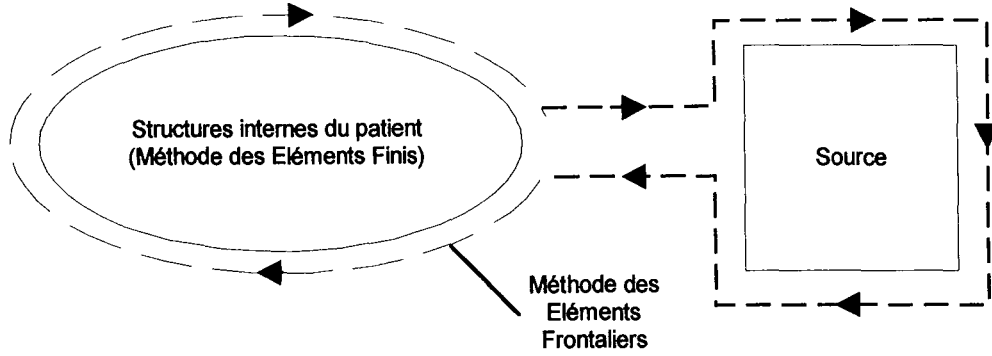 Structures internes du patient
(Méthode des Eléments Finis)
Source
Méthode des
Eléments
Frontaliers